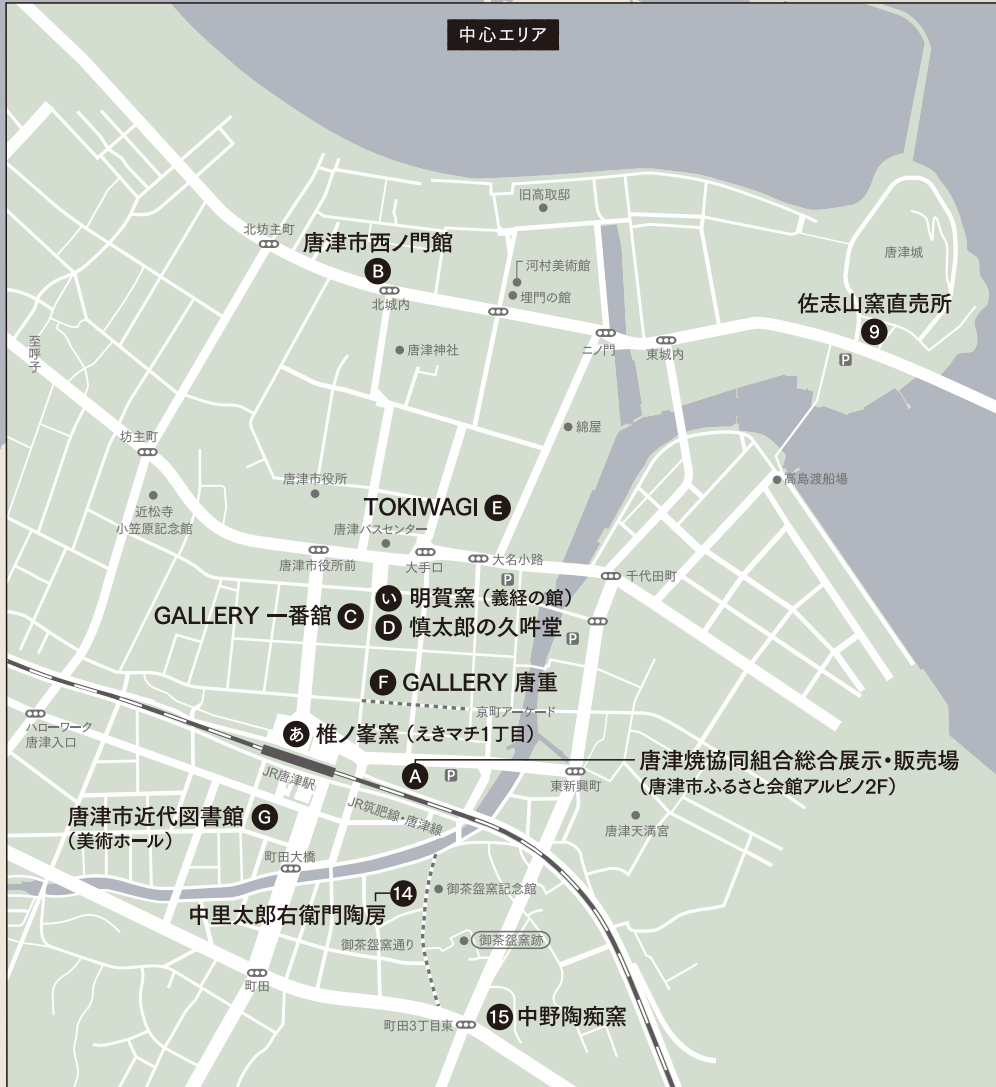 中心エリア
旧高取邸
北坊主町
唐津市西ノ門館
B
北城内
河村美術館
埋門の館
唐津城
佐志山窯直売所
9
P
二ノ門
東城内
至呼子
唐津神社
綿屋
坊主町
近松寺
小笠原記念館
唐津市役所
高島渡船場
TOKIWAGI E
唐津バスセンター
唐津市役所前
大手口
大名小路
P
千代田町
い 明賀窯（義経の館）
GALLERY 一番舘 C
D 慎太郎の久吽堂
P
F GALLERY 唐重
京町アーケード
ハローワーク
唐津入口
あ 椎ノ峯窯（えきマチ1丁目）
JR唐津駅
A
P
東新興町
唐津焼協同組合総合展示・販売場
（唐津市ふるさと会館アルピノ2F）
JR筑肥線・唐津線
唐津天満宮
唐津市近代図書館 G
（美術ホール）
町田大橋
14
中里太郎右衛門陶房
御茶盌窯記念館
御茶盌窯通り
御茶盌窯跡
町田
町田3丁目東
15 中野陶痴窯